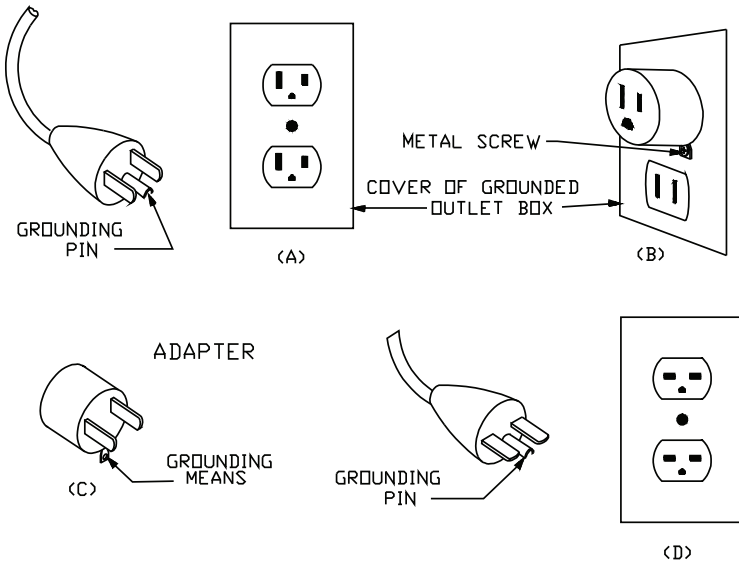 METAL SCREW
COVER OF GROUNDED
OUTLET BOX
GROUNDING
PIN
(A)
(B)
ADAPTER
GROUNDING
MEANS
(C)
GROUNDING
PIN
(D)